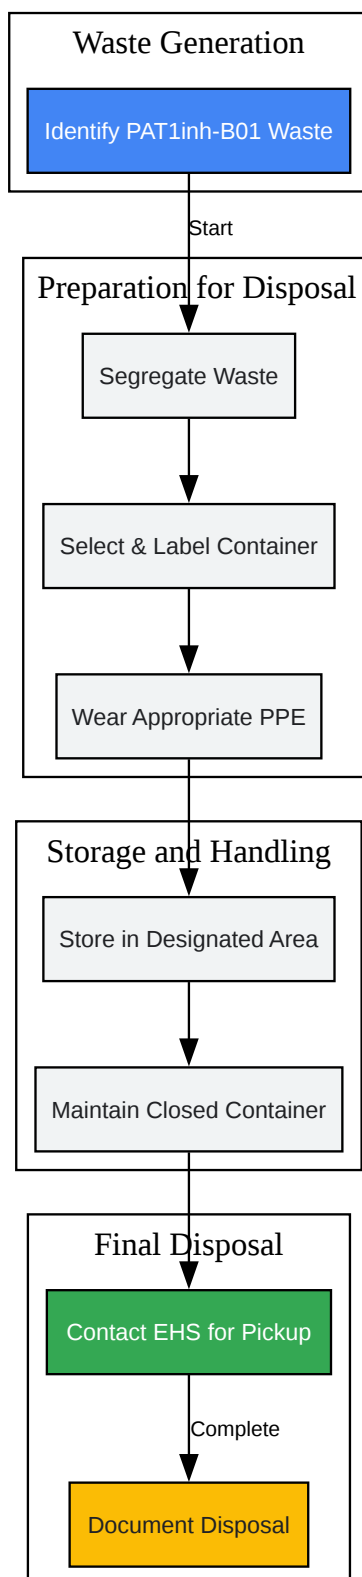 Waste Generation
Identify PAT1inh-B01 Waste
Start
Preparation for Disposal
Segregate Waste
Select & Label Container
Wear Appropriate PPE
Storage and Handling
Store in Designated Area
Maintain Closed Container
Final Disposal
Contact EHS for Pickup
Complete
Document Disposal